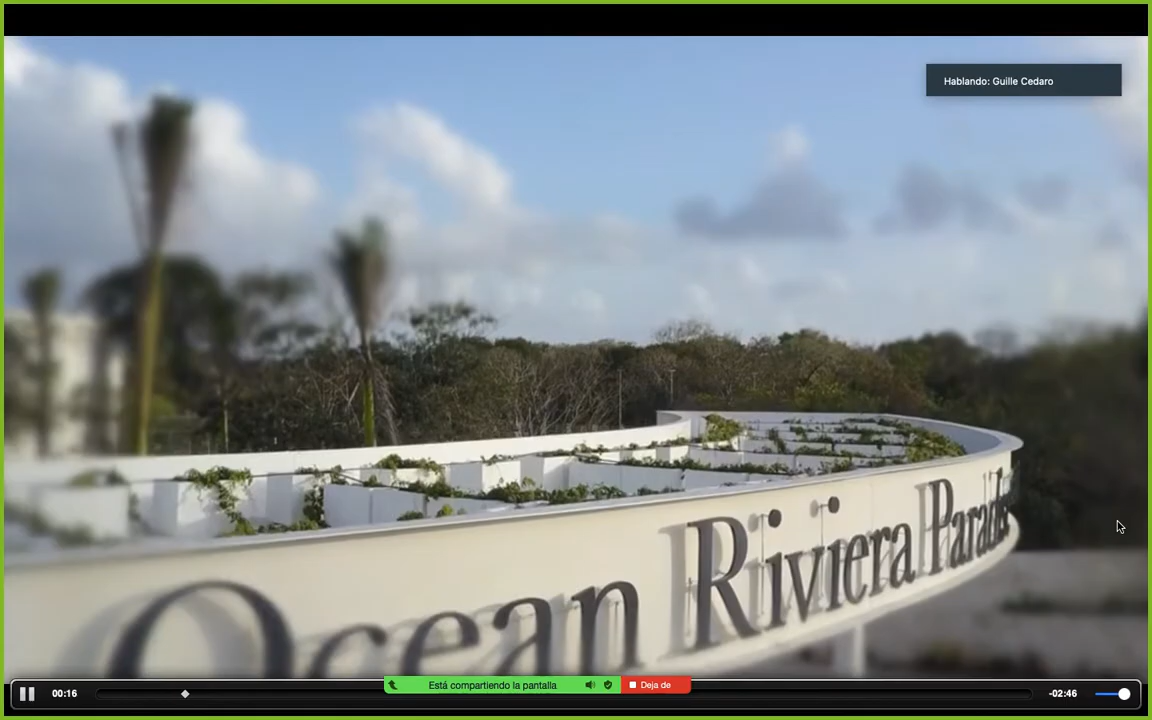 Hablando: Guille Cedaro
Ocean Riviera Paradise
00:16
Está compartiendo la pantalla
Deja de
-02:46